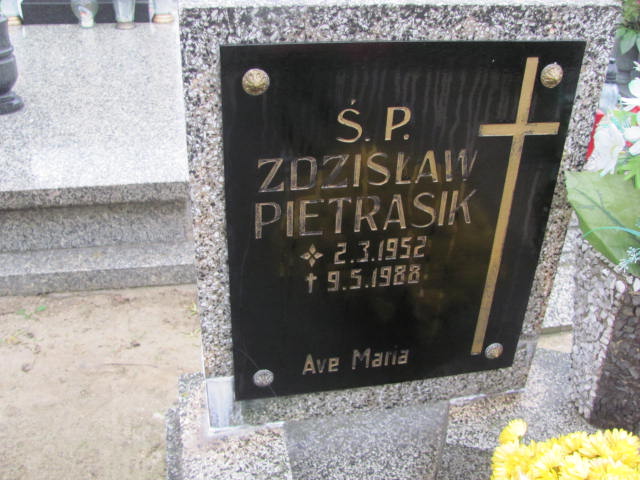 Ś. P.
ZDZISŁAW
PIETRASIK
2.3.1952
† 9.5.1988
Ave Maria